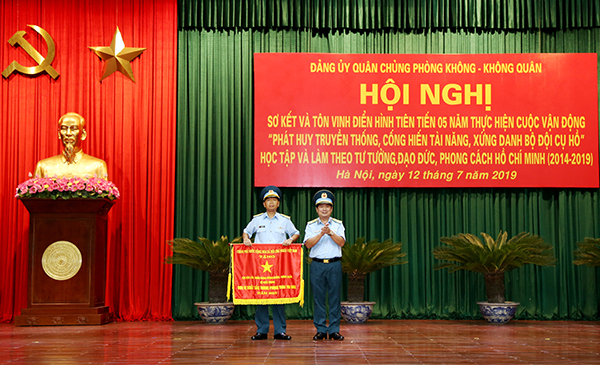 ĐẢNG ỦY QUÂN CHỦNG PHÒNG KHÔNG - KHÔNG QUÂN
HỘI NGHỊ
SƠ KẾT VÀ TÔN VINH ĐIỂN HÌNH TIÊN TIẾN 05 NĂM THỰC HIỆN CUỘC VẬN ĐỘNG
"PHÁT HUY TRUYỀN THỐNG, CỐNG HIẾN TÀI NĂNG, XỨNG DANH BỘ ĐỘI CỤ HỒ"
HỌC TẬP VÀ LÀM THEO TƯ TƯỞNG,ĐẠO ĐỨC, PHONG CÁCH HỒ CHÍ MINH (2014-2019)
Hà Nội, ngày 12 tháng 7 năm 2019